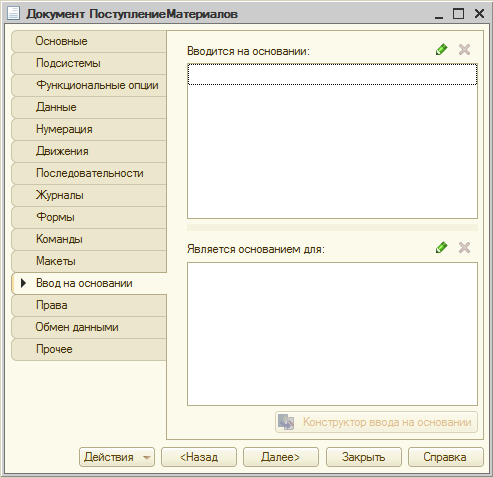 Документ ПоступлениеМатериалов
Основные
Подсистемы
Функциональные опции
Данные
Нумерация
Движения
Последовательности
Журналы
Формы
Команды
Макеты
Ввод на основании
Права
Обмен данными
Прочее
Вводится на основании:
Является основанием для:
Конструктор ввода на основании
Действия
<Назад
Далее>
Закрыть
Справка